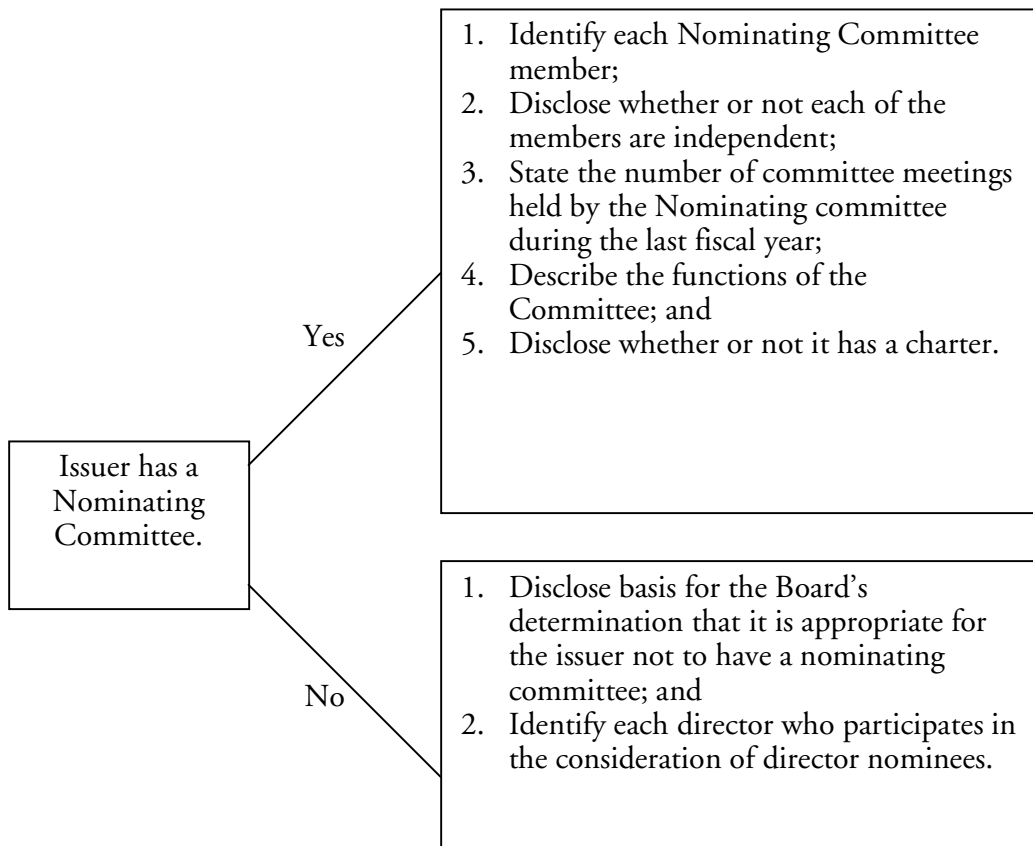 1. Identify each Nominating Committee
member;
2. Disclose whether or not each of the
members are independent;
3. State the number of committee meetings
held by the Nominating committee
during the last fiscal year;
4. Describe the functions of the
Committee; and
5. Disclose whether or not it has a charter.
Yes
Issuer has a
Nominating
Committee.
No
1. Disclose basis for the Board’s
determination that it is appropriate for
the issuer not to have a nominating
committee; and
2. Identify each director who participates in
the consideration of director nominees.